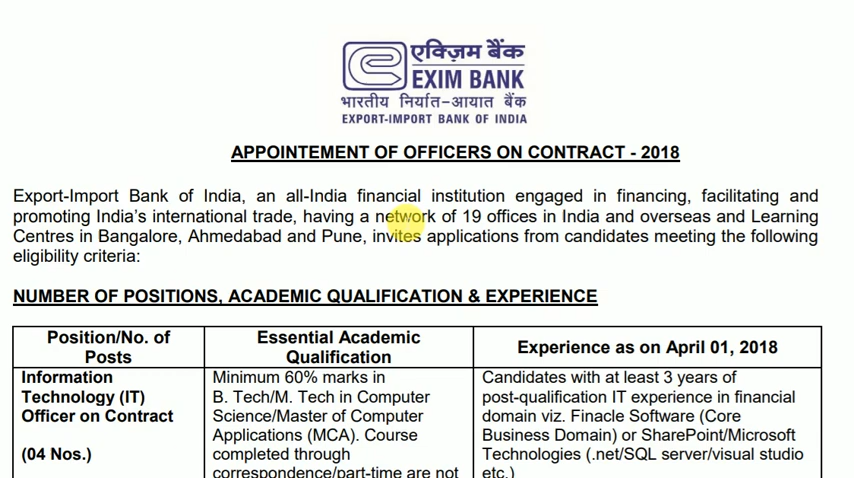 एक्ज़िम बैंक
EXIM BANK
भारतीय निर्यात-आयात बैंक
EXPORT-IMPORT BANK OF INDIA
APPOINTEMENT OF OFFICERS ON CONTRACT - 2018
Export-Import Bank of India, an all-India financial institution engaged in financing, facilitating and
promoting India's international trade, having a network of 19 offices in India and overseas and Learning
Centres in Bangalore, Ahmedabad and Pune, invites applications from candidates meeting the following
eligibility criteria:
NUMBER OF POSITIONS, ACADEMIC QUALIFICATION & EXPERIENCE
Position/No. of
Posts
Essential Academic
Qualification
Experience as on April 01, 2018
Information
Technology (IT)
Officer on Contract
(04 Nos.)
Minimum 60% marks in
B. Tech/M. Tech in Computer
Science/Master of Computer
Applications (MCA). Course
completed through
correspondence/part-time are not
Candidates with at least 3 years of
post-qualification IT experience in financial
domain viz. Finacle Software (Core
Business Domain) or SharePoint/Microsoft
Technologies (.net/SQL server/visual studio
etc.)